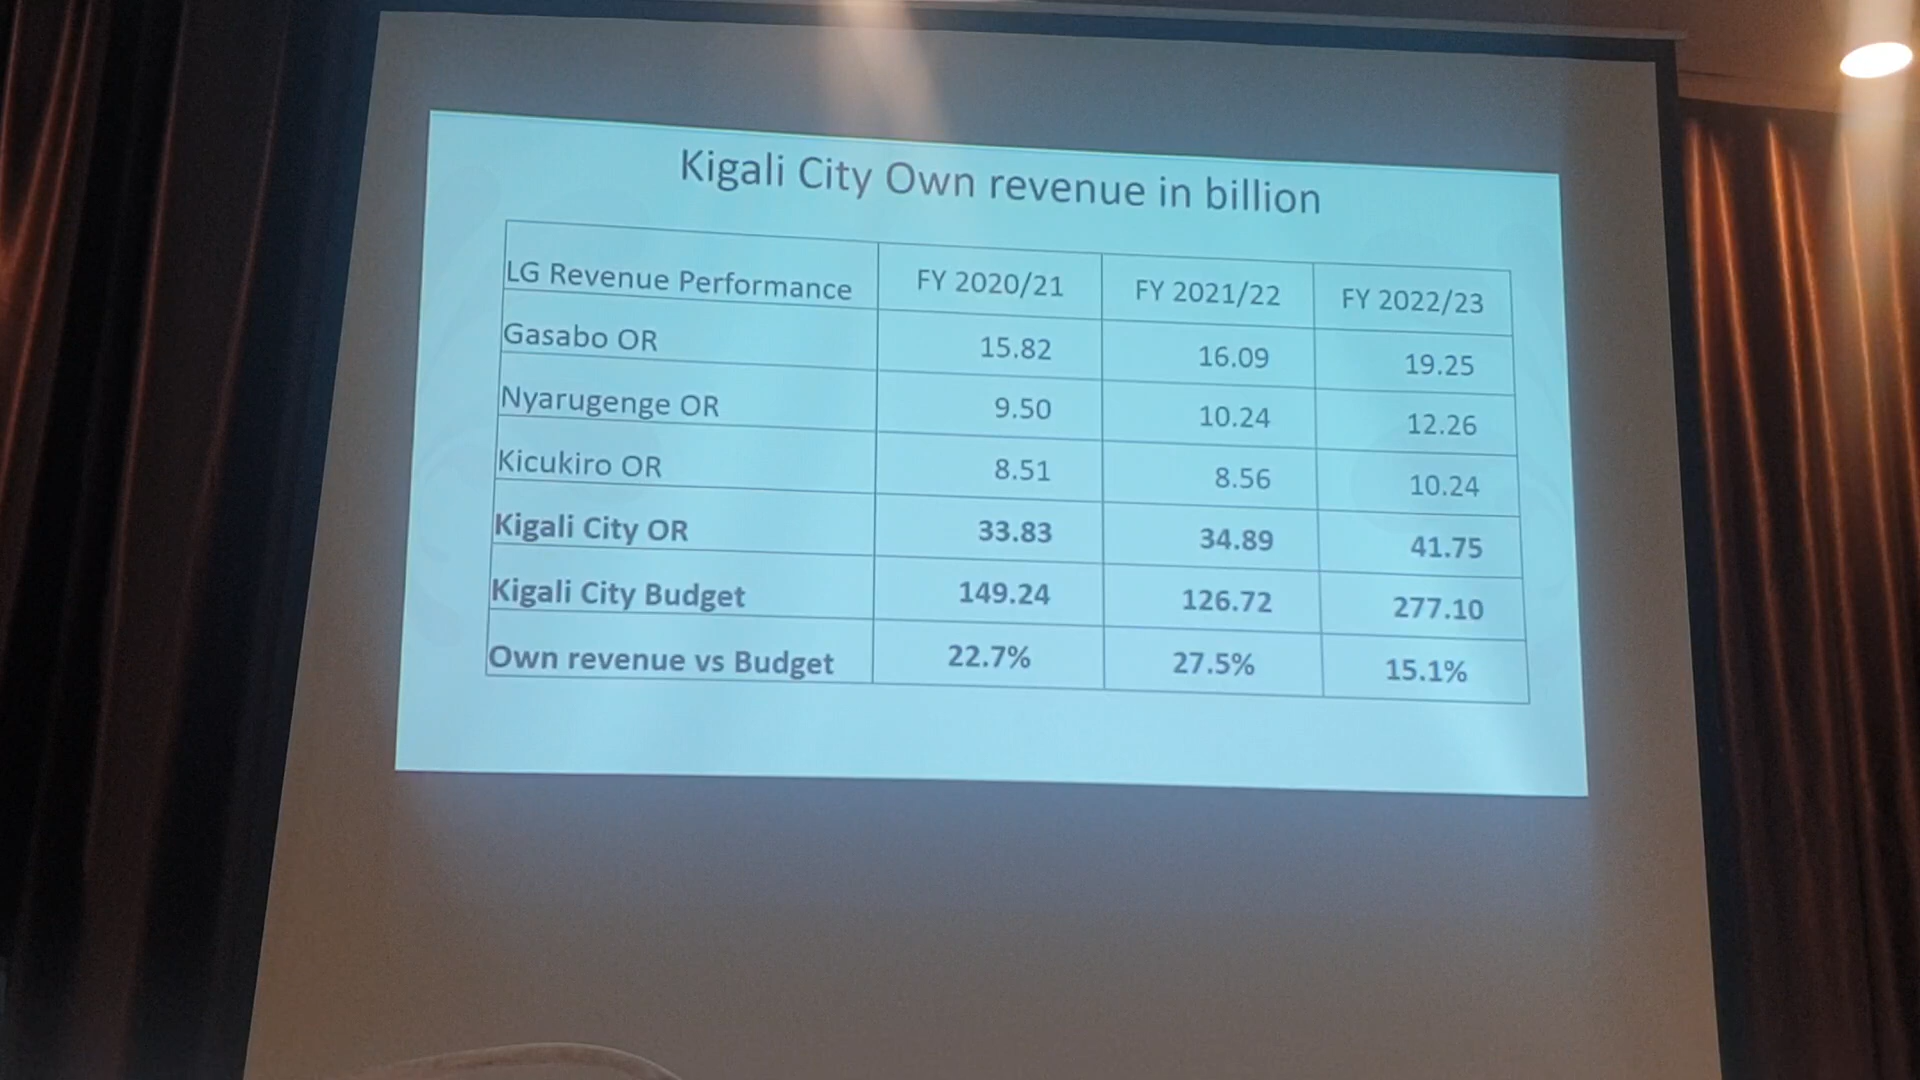 Kigali City Own revenue in billion
LG Revenue Performance FY 2020/21 FY 2021/22 FY 2022/23
Gasabo OR 15.82 16.09 19.25
Nyarugenge OR 9.50 10.24 12.26
Kicukiro OR 8.51 8.56 10.24
Kigali City OR 33.83 34.89 41.75
Kigali City Budget 149.24 126.72 277.10
Own revenue vs Budget 22.7% 27.5% 15.1%